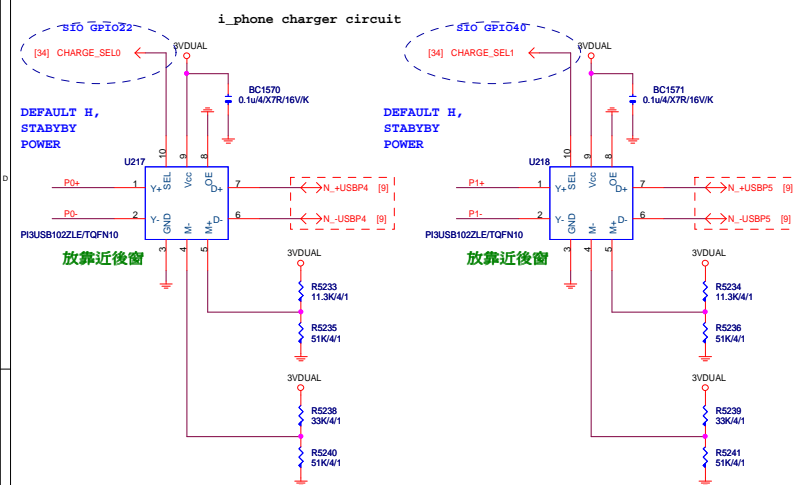 i_phone charger circuit
SIO GPIO22
[34] CHARGE_SEL0
3VDUAL
BC1570
0.1u/4/X7R/16V/K
DEFAULT H,
STABYBY
POWER
U217
10
9
8
SEL
Vcc
OE
P0+
1
Y+
D+
7
N_+USBP4 [9]
P0-
2
Y-
D-
6
N_-USBP4 [9]
GND
M-
M+
3
4
5
PI3USB102ZLE/TQFN10
放靠近後窗
3VDUAL
R5233
11.3K/4/1
R5235
51K/4/1
3VDUAL
R5238
33K/4/1
R5240
51K/4/1
SIO GPIO40
[34] CHARGE_SEL1
3VDUAL
BC1571
0.1u/4/X7R/16V/K
DEFAULT H,
STABYBY
POWER
U218
10
9
8
SEL
Vcc
OE
P1+
1
Y+
D+
7
N_+USBP5 [9]
P1-
2
Y-
D-
6
N_-USBP5 [9]
GND
M-
M+
3
4
5
PI3USB102ZLE/TQFN10
放靠近後窗
3VDUAL
R5234
11.3K/4/1
R5236
51K/4/1
3VDUAL
R5239
33K/4/1
R5241
51K/4/1
D